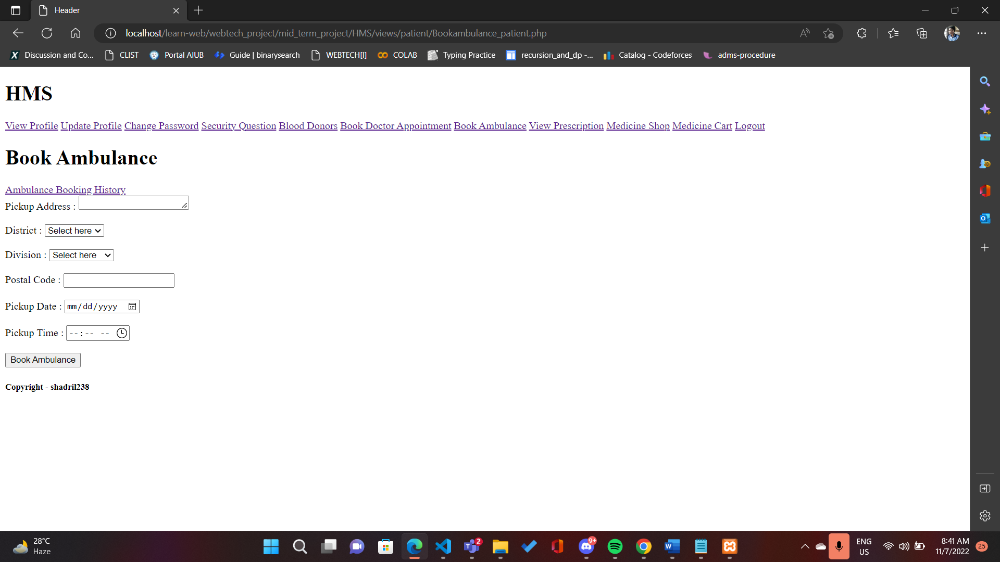 Header
localhost/learn-web/webtech_project/mid_term_project/HMS/views/patient/Bookambulance_patient.php
Discussion and Co... CLIST Portal AIUB Guide | binarysearch WEBTECH[I] COLAB Typing Practice recursion_and_dp -... Catalog - Codeforces adms-procedure
HMS
View Profile Update Profile Change Password Security Question Blood Donors Book Doctor Appointment Book Ambulance View Prescription Medicine Shop Medicine Cart Logout
Book Ambulance
Ambulance Booking History
Pickup Address :
District : Select here
Division : Select here
Postal Code :
Pickup Date : mm/dd/yyyy
Pickup Time : --:-- --
Book Ambulance
Copyright - shadril238
28°C
Haze
2
9+
ENG
US
8:41 AM
11/7/2022
25